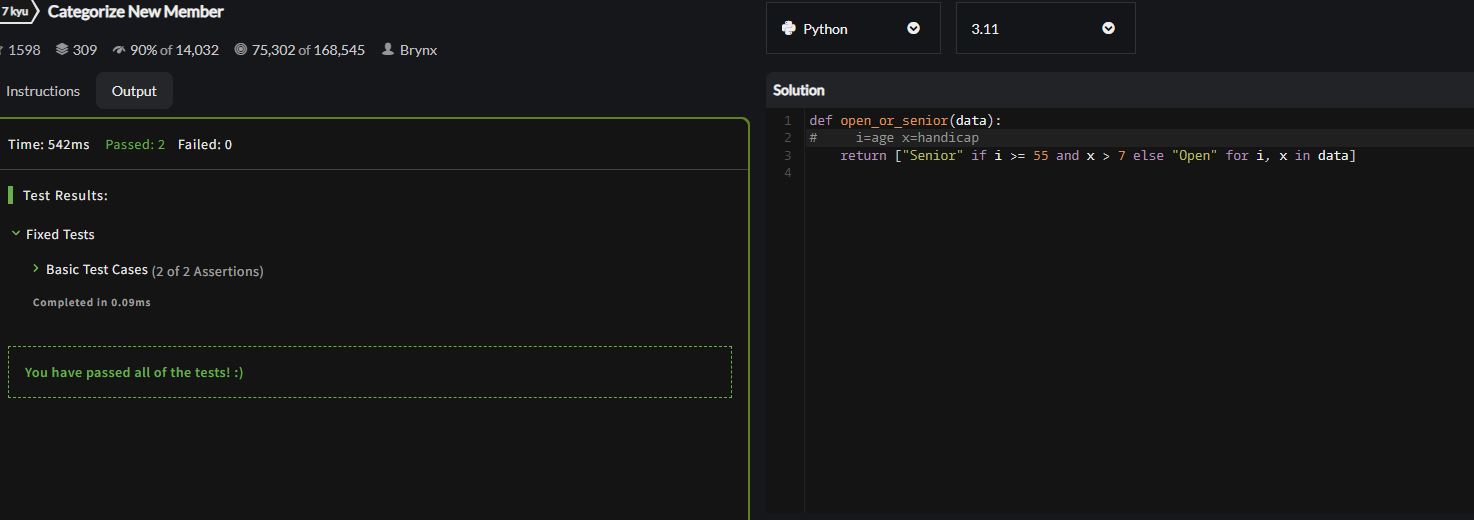 7 kyu Categorize New Member
1598 309 90% of 14,032 75,302 of 168,545 Brynx
Instructions Output
Time: 542ms Passed: 2 Failed: 0
Test Results:
Fixed Tests
Basic Test Cases (2 of 2 Assertions)
Completed in 0.09ms
You have passed all of the tests! :)
Python 3.11
Solution
1 def open_or_senior(data):
2 #     i=age x=handicap
3     return ["Senior" if i >= 55 and x > 7 else "Open" for i, x in data]
4